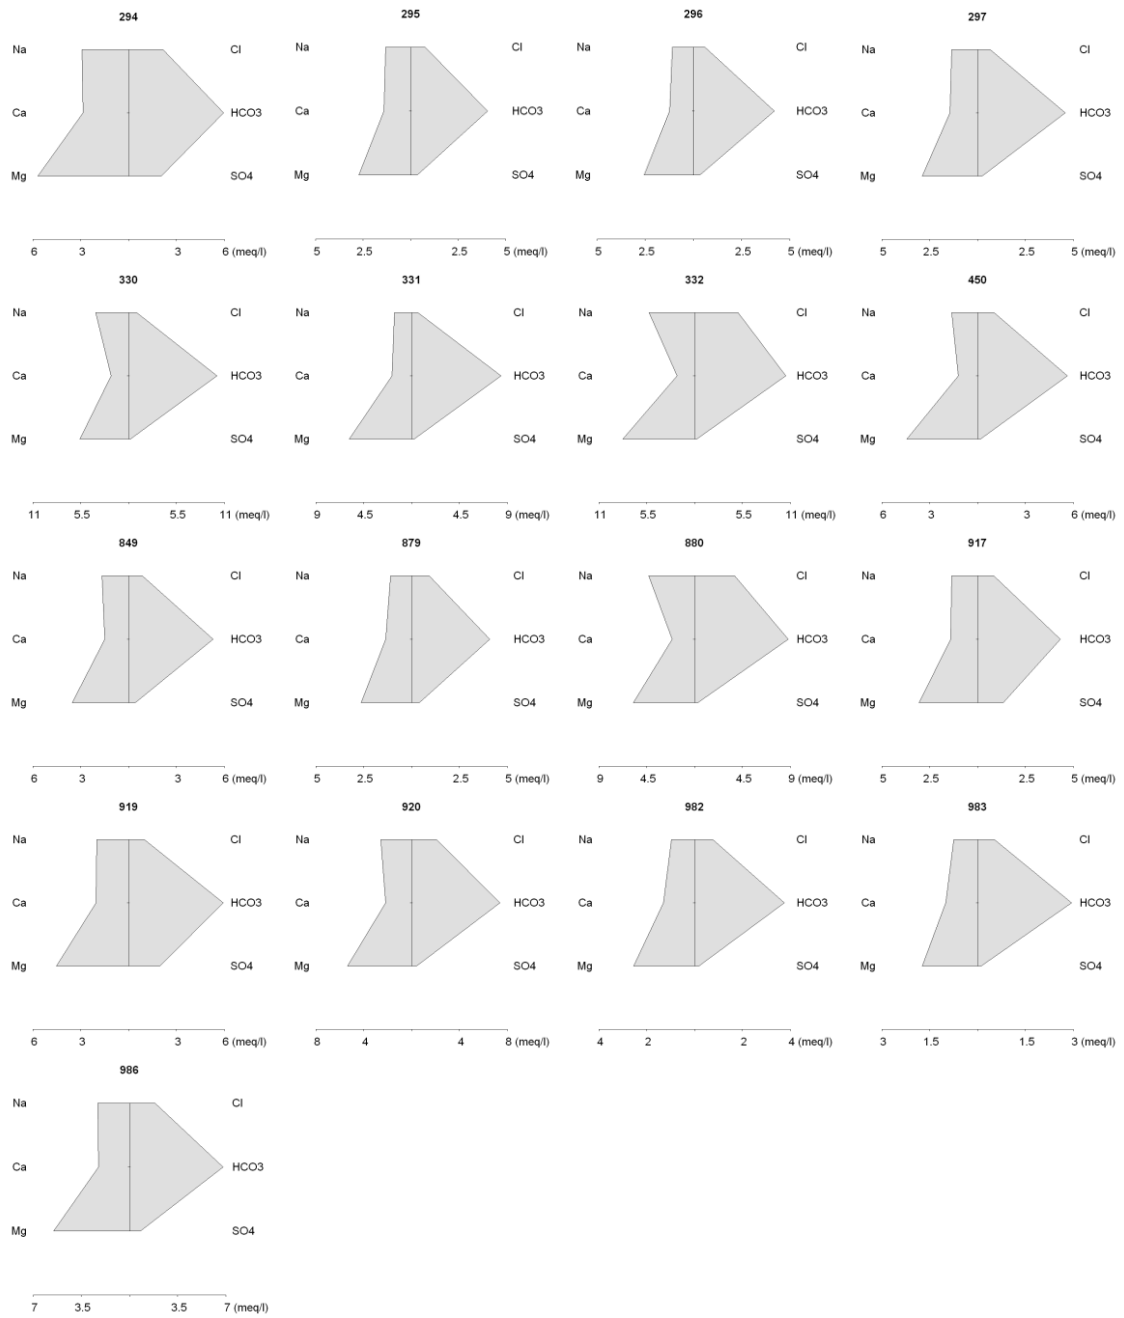 294 295 296 297
Na Cl Na Cl Na Cl Na Cl
Ca HCO3 Ca HCO3 Ca HCO3 Ca HCO3
Mg SO4 Mg SO4 Mg SO4 Mg SO4
6 3 3 6 (meq/l) 5 2.5 2.5 5 (meq/l) 5 2.5 2.5 5 (meq/l) 5 2.5 2.5 5 (meq/l)
330 331 332 450
Na Cl Na Cl Na Cl Na Cl
Ca HCO3 Ca HCO3 Ca HCO3 Ca HCO3
Mg SO4 Mg SO4 Mg SO4 Mg SO4
11 5.5 5.5 11 (meq/l) 9 4.5 4.5 9 (meq/l) 11 5.5 5.5 11 (meq/l) 6 3 3 6 (meq/l)
849 879 880 917
Na Cl Na Cl Na Cl Na Cl
Ca HCO3 Ca HCO3 Ca HCO3 Ca HCO3
Mg SO4 Mg SO4 Mg SO4 Mg SO4
6 3 3 6 (meq/l) 5 2.5 2.5 5 (meq/l) 9 4.5 4.5 9 (meq/l) 5 2.5 2.5 5 (meq/l)
919 920 982 983
Na Cl Na Cl Na Cl Na Cl
Ca HCO3 Ca HCO3 Ca HCO3 Ca HCO3
Mg SO4 Mg SO4 Mg SO4 Mg SO4
6 3 3 6 (meq/l) 8 4 4 8 (meq/l) 4 2 2 4 (meq/l) 3 1.5 1.5 3 (meq/l)
986
Na Cl
Ca HCO3
Mg SO4
7 3.5 3.5 7 (meq/l)